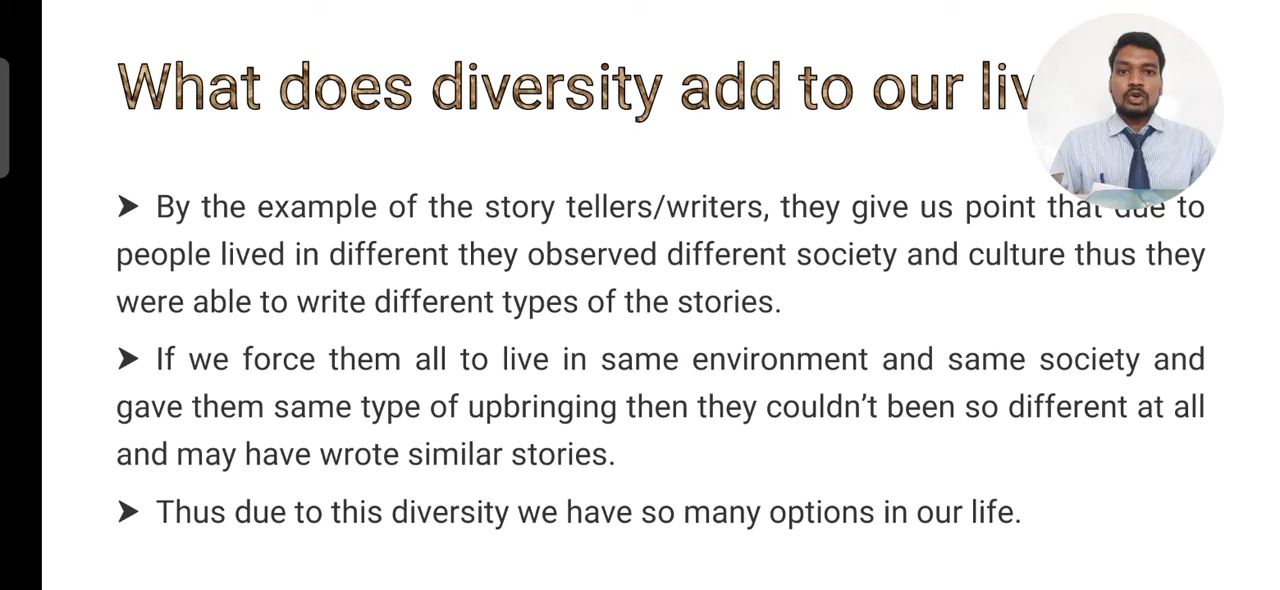 What does diversity add to our liv
➤ By the example of the story tellers/writers, they give us point that due to
people lived in different they observed different society and culture thus they
were able to write different types of the stories.
➤ If we force them all to live in same environment and same society and
gave them same type of upbringing then they couldn’t been so different at all
and may have wrote similar stories.
➤ Thus due to this diversity we have so many options in our life.